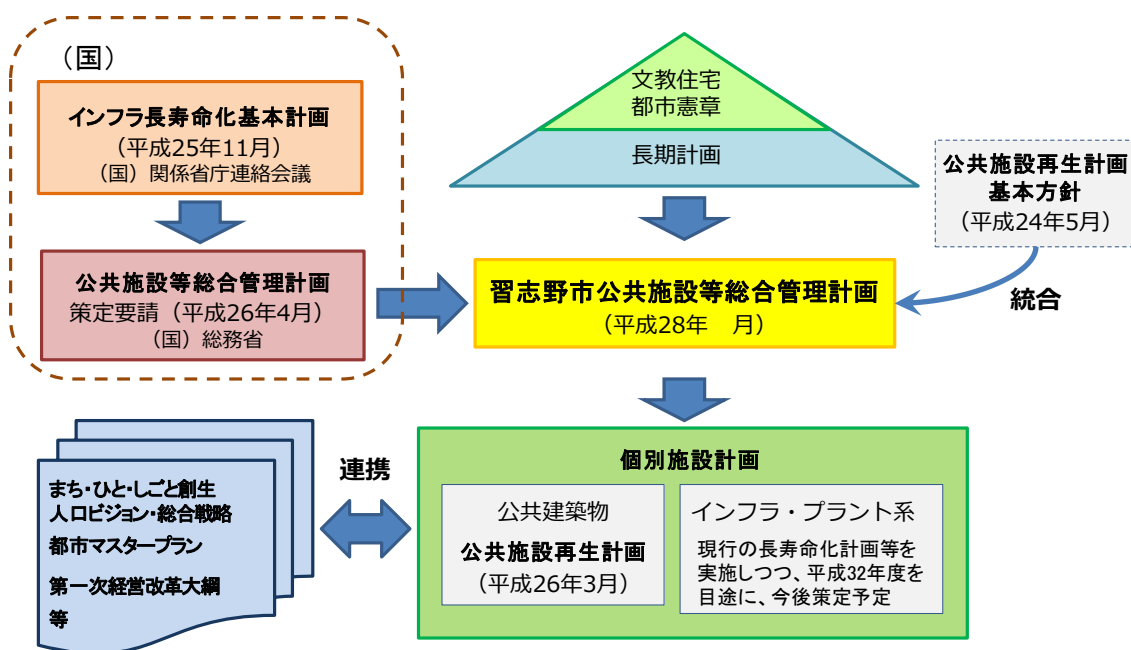 （国）
インフラ長寿命化基本計画
（平成25年11月）
（国）関係省庁連絡会議
公共施設等総合管理計画
策定要請（平成26年4月）
（国）総務省
文教住宅
都市憲章
長期計画
公共施設再生計画
基本方針
（平成24年5月）
統合
習志野市公共施設等総合管理計画
（平成28年　月）
まち・ひと・しごと創生
人口ビジョン・総合戦略
都市マスタープラン
第一次経営改革大綱
等
連携
個別施設計画
公共建築物
公共施設再生計画
（平成26年3月）
インフラ・プラント系
現行の長寿命化計画等を
実施しつつ、平成32年度を
目途に、今後策定予定